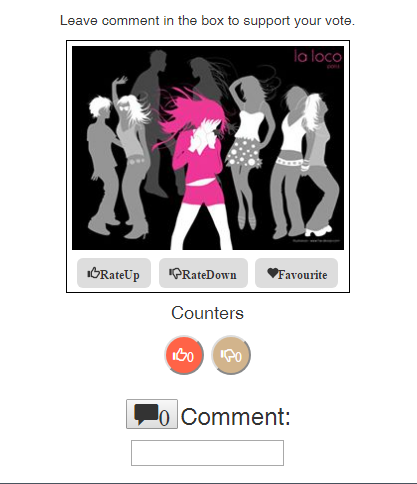 Leave comment in the box to support your vote.
la loco
RateUp
RateDown
Favourite
Counters
0
0
0
Comment: